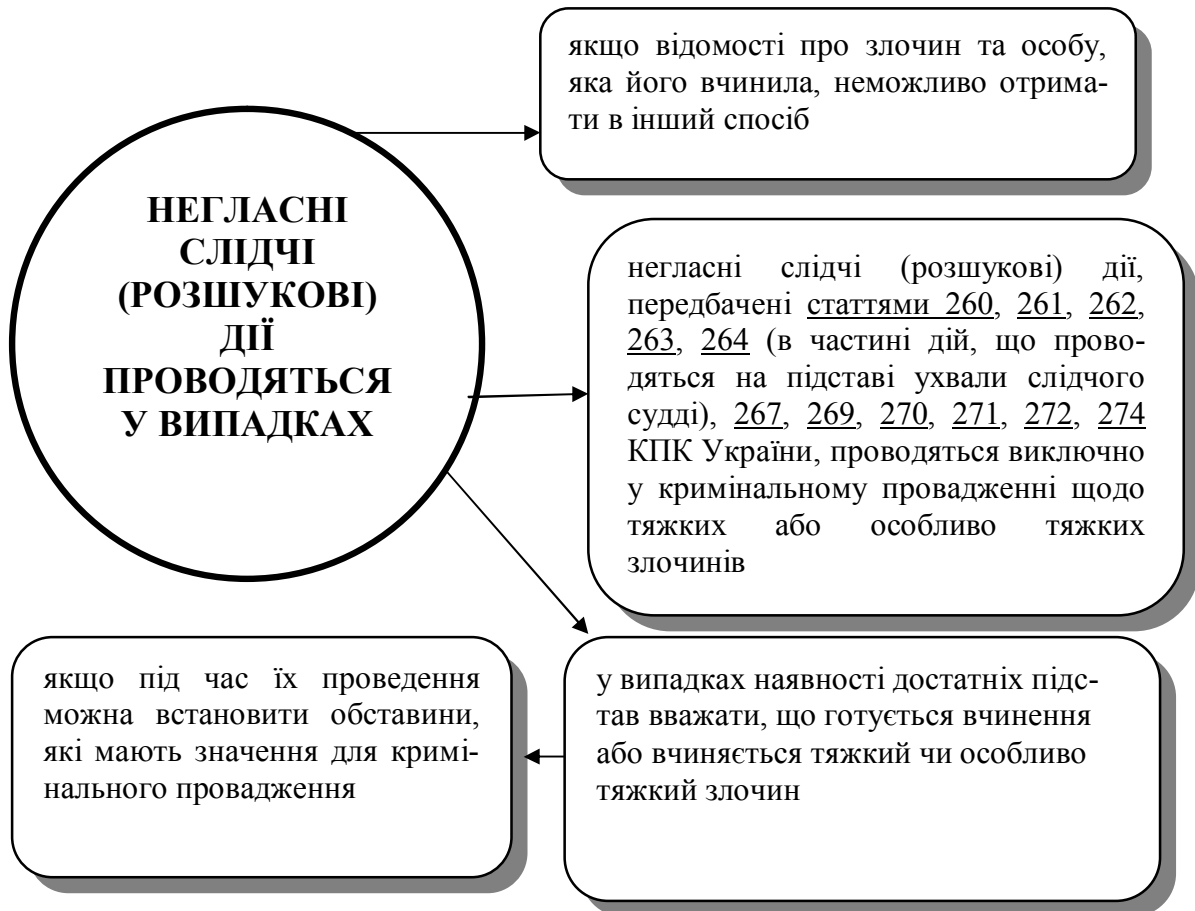 НЕГЛАСНІ
СЛІДЧІ
(РОЗШУКОВІ)
ДІЇ
ПРОВОДЯТЬСЯ
У ВИПАДКАХ
якщо відомості про злочин та особу,
яка його вчинила, неможливо отрима-
ти в інший спосіб
негласні слідчі (розшукові) дії,
передбачені статтями 260, 261, 262,
263, 264 (в частині дій, що прово-
дяться на підставі ухвали слідчого
судді), 267, 269, 270, 271, 272, 274
КПК України, проводяться виключно
у кримінальному провадженні щодо
тяжких або особливо тяжких
злочинів
у випадках наявності достатніх підс-
тав вважати, що готується вчинення
або вчиняється тяжкий чи особливо
тяжкий злочин
якщо під час їх проведення
можна встановити обставини,
які мають значення для кримі-
нального провадження